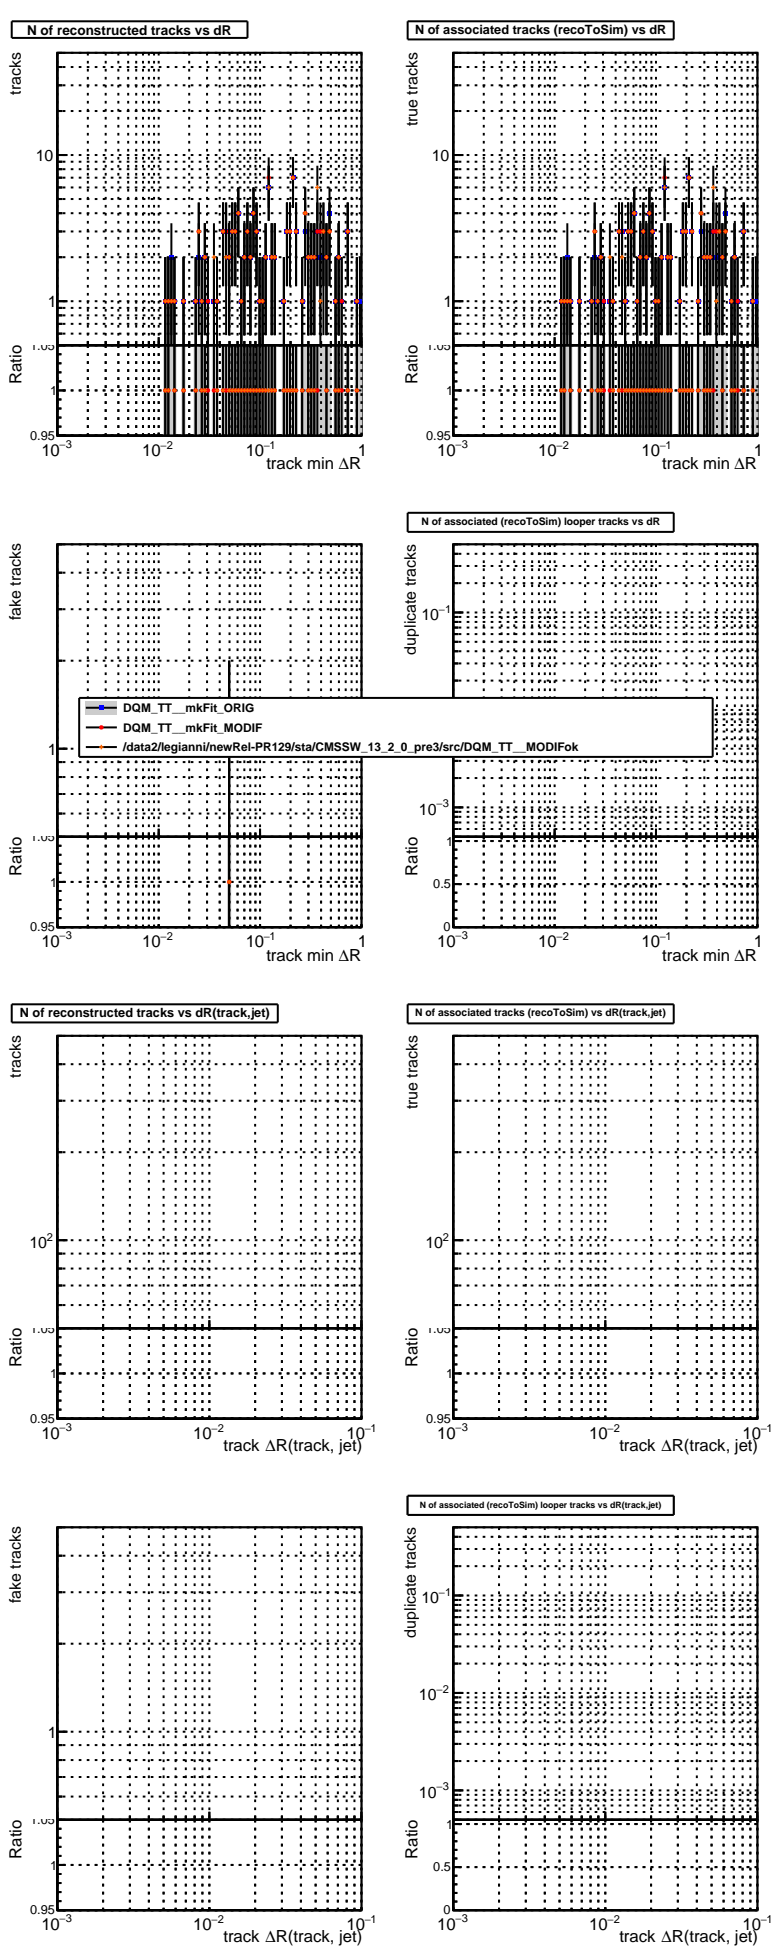 N of reconstructed tracks vs dR
tracks
10
1
1.05
Ratio
1
0.95
10⁻³
10⁻²
10⁻¹
1
track min ΔR
N of associated tracks (recoToSim) vs dR
true tracks
10
1
1.05
Ratio
1
0.95
10⁻³
10⁻²
10⁻¹
1
track min ΔR
fake tracks
1
1.05
Ratio
1
0.95
10⁻³
10⁻²
10⁻¹
1
track min ΔR
N of associated (recoToSim) looper tracks vs dR
duplicate tracks
10⁻¹
10⁻³
Ratio
1
0.5
0
10⁻³
10⁻²
10⁻¹
1
track min ΔR
DQM_TT__mkFit_ORIG
DQM_TT__mkFit_MODIF
/data2/legianni/newRel-PR129/sta/CMSSW_13_2_0_pre3/src/DQM_TT__MODIFok
N of reconstructed tracks vs dR(track,jet)
tracks
10²
1.05
Ratio
1
0.95
10⁻³
10⁻²
10⁻¹
track ΔR(track, jet)
N of associated tracks (recoToSim) vs dR(track,jet)
true tracks
10²
1.05
Ratio
1
0.95
10⁻³
10⁻²
10⁻¹
track ΔR(track, jet)
fake tracks
1
1.05
Ratio
1
0.95
10⁻³
10⁻²
10⁻¹
track ΔR(track, jet)
N of associated (recoToSim) looper tracks vs dR(track,jet)
duplicate tracks
10⁻¹
10⁻²
10⁻³
Ratio
1
0.5
0
10⁻³
10⁻²
10⁻¹
track ΔR(track, jet)